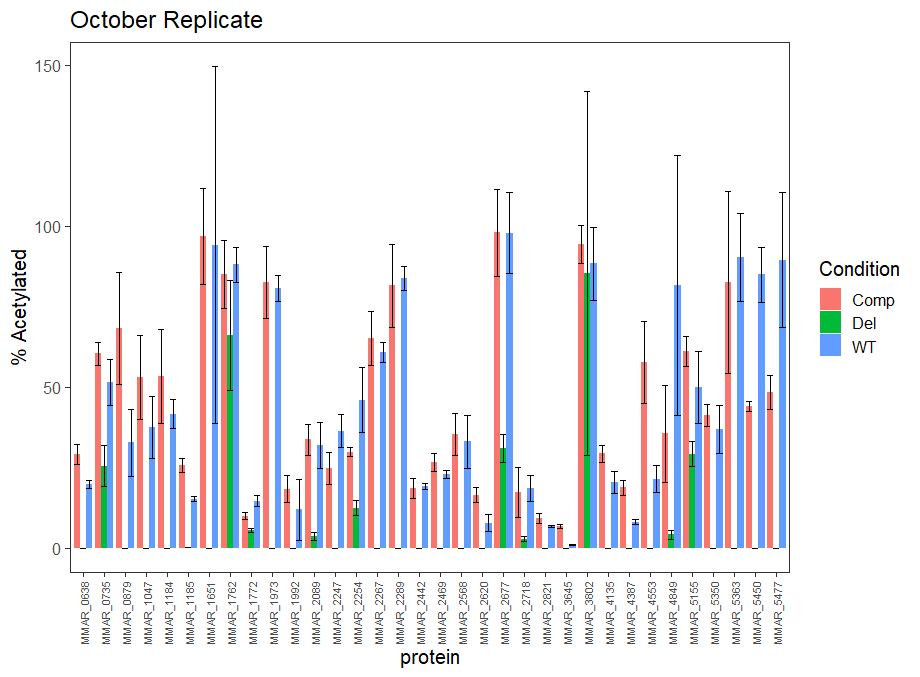 October Replicate
150
100
50
0
% Acetylated
MMAR_0638
MMAR_0735
MMAR_0879
MMAR_1047
MMAR_1184
MMAR_1185
MMAR_1651
MMAR_1762
MMAR_1772
MMAR_1973
MMAR_1992
MMAR_2089
MMAR_2247
MMAR_2254
MMAR_2267
MMAR_2289
MMAR_2442
MMAR_2469
MMAR_2568
MMAR_2620
MMAR_2677
MMAR_2718
MMAR_2821
MMAR_3645
MMAR_3802
MMAR_4135
MMAR_4387
MMAR_4553
MMAR_4849
MMAR_5155
MMAR_5350
MMAR_5363
MMAR_5450
MMAR_5477
protein
Condition
Comp
Del
WT